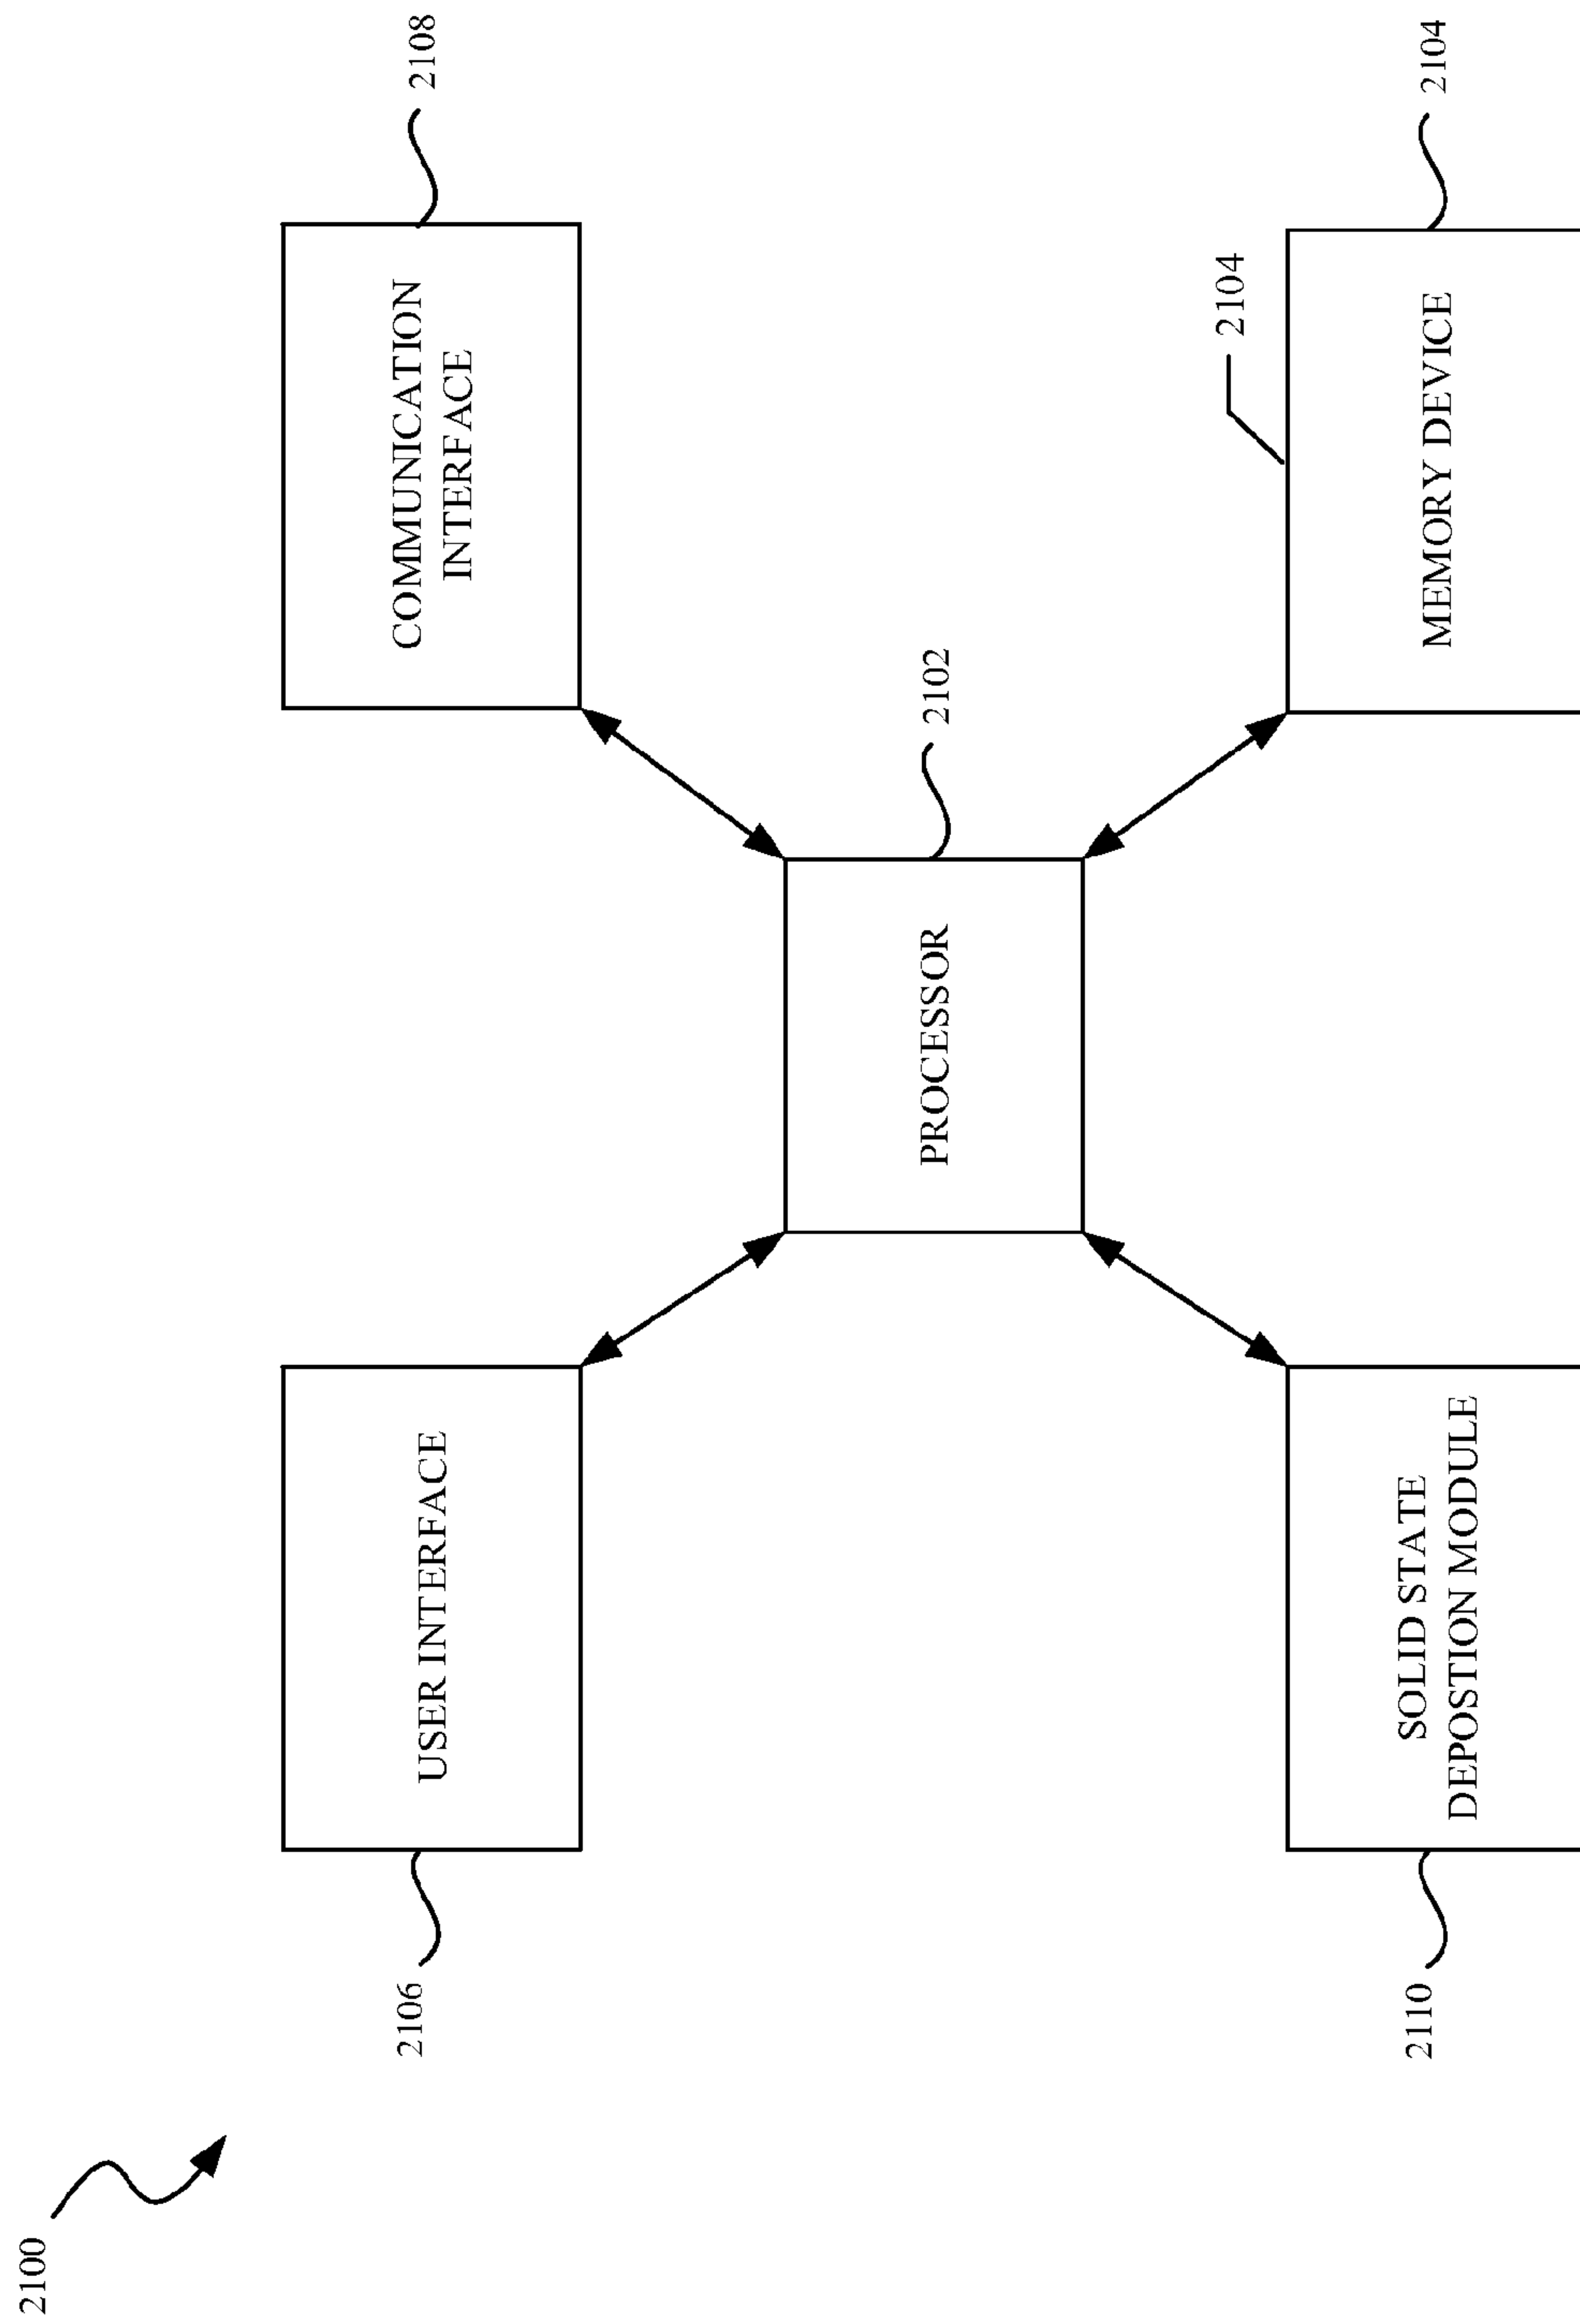 2100
2106
USER INTERFACE
COMMUNICATION
INTERFACE
2108
PROCESSOR
2102
2110
SOLID STATE
DEPOSTION MODULE
2104
MEMORY DEVICE
2104